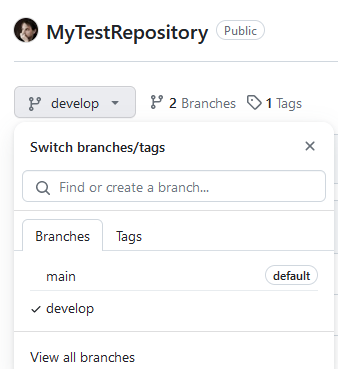 MyTestRepository Public
develop 2 Branches 1 Tags
Switch branches/tags
Find or create a branch...
Branches Tags
main default
develop
View all branches